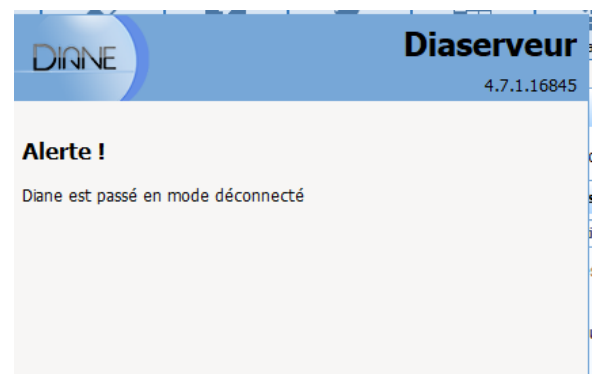 DIANE
Diaserveur
4.7.1.16845
Alerte !
Diane est passé en mode déconnecté